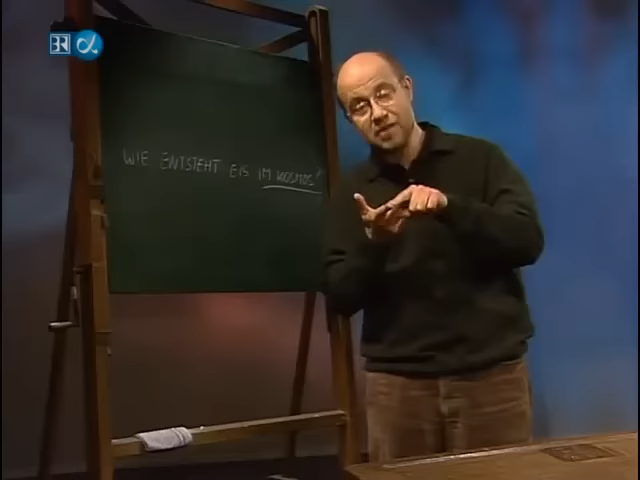 BR α
WIE ENTSTEHT EIS IM KOSMOS?